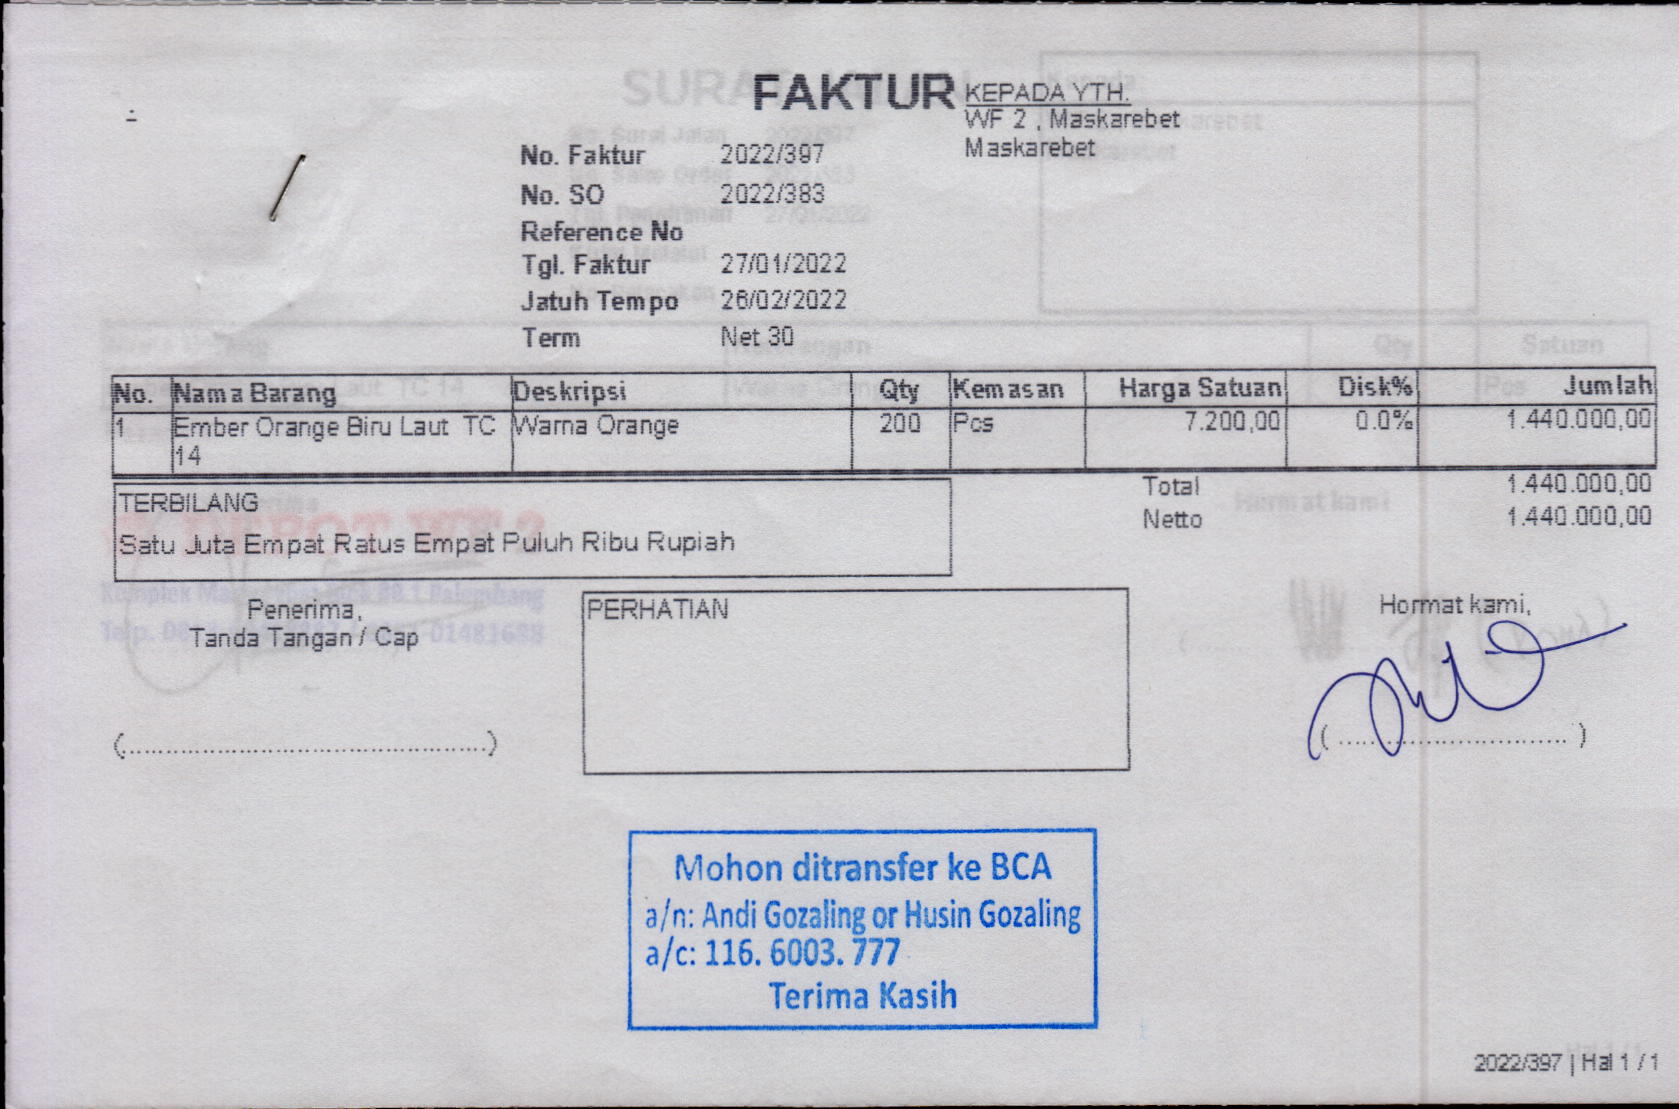 FAKTUR
KEPADA YTH.
WF 2 , Maskarebet
Maskarebet
No. Faktur 2022/397
No. SO 2022/383
Reference No
Tgl. Faktur 27/01/2022
Jatuh Tempo 26/02/2022
Term Net 30
No. Nama Barang Deskripsi Qty Kemasan Harga Satuan Disk% Jumlah
1 Ember Orange Biru Laut TC Warna Orange 200 Pcs 7.200,00 0.0% 1.440.000,00
14
Total 1.440.000,00
Netto 1.440.000,00
TERBILANG
Satu Juta Empat Ratus Empat Puluh Ribu Rupiah
Penerima,
Tanda Tangan / Cap
(...............................................)
PERHATIAN
Hormat kami,
( ............................. )
Mohon ditransfer ke BCA
a/n: Andi Gozaling or Husin Gozaling
a/c: 116. 6003. 777
Terima Kasih
2022/397 | Hal 1 / 1